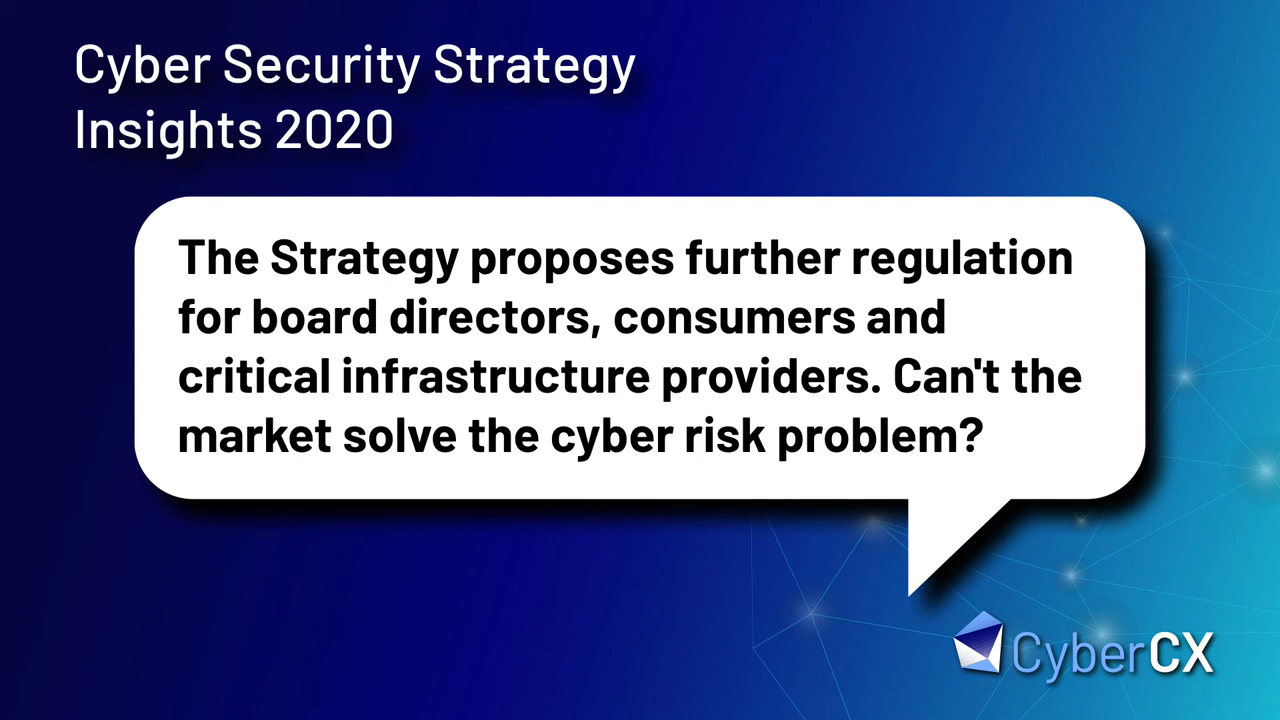 Cyber Security Strategy
Insights 2020
The Strategy proposes further regulation
for board directors, consumers and
critical infrastructure providers. Can't the
market solve the cyber risk problem?
CyberCX